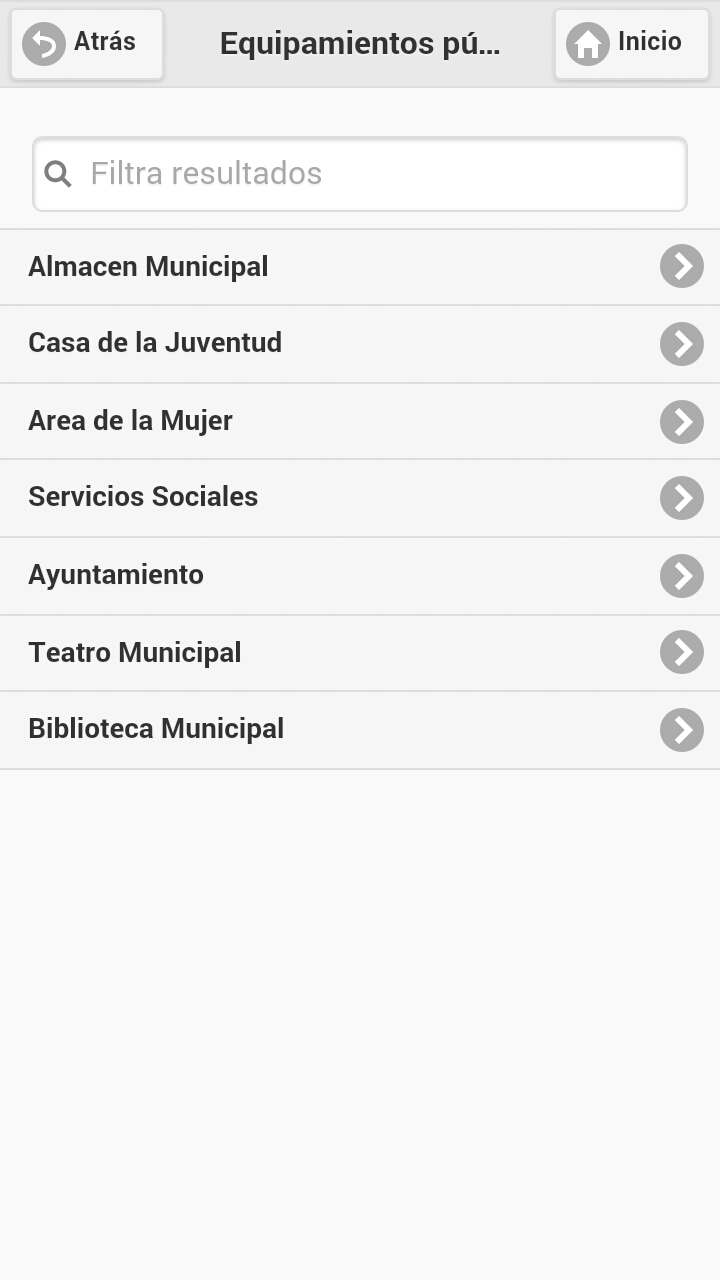 Atrás
Equipamientos pú...
Inicio
Filtra resultados
Almacen Municipal
Casa de la Juventud
Area de la Mujer
Servicios Sociales
Ayuntamiento
Teatro Municipal
Biblioteca Municipal